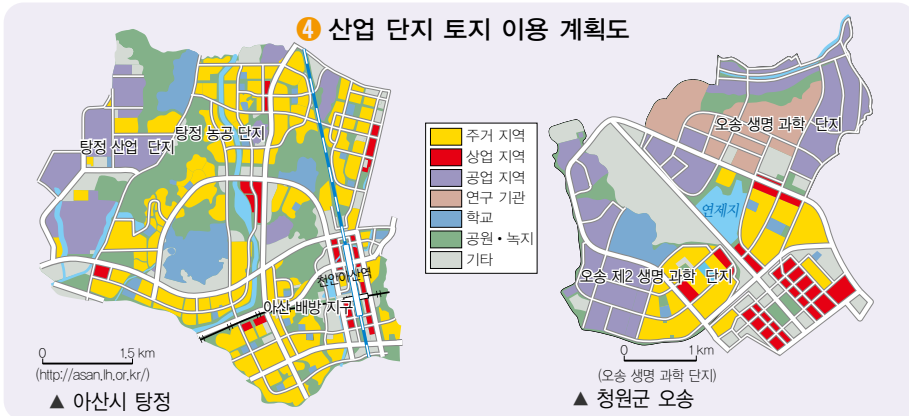 ④ 산업 단지 토지 이용 계획도
탕정 농공 단지
탕정 산업 단지
천안아산역
아산 배방 지구
0 1.5 km
(http://asan.lh.or.kr/)
▲ 아산시 탕정
주거 지역
상업 지역
공업 지역
연구 기관
학교
공원·녹지
기타
오송 생명 과학 단지
연제지
오송 제2 생명 과학 단지
0 1 km
(오송 생명 과학 단지)
▲ 청원군 오송